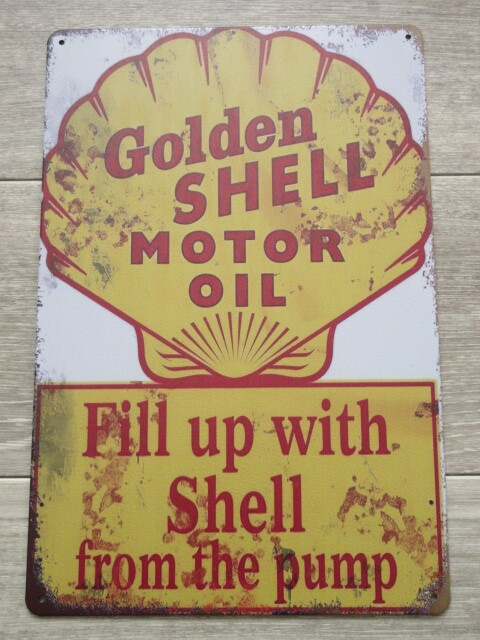 Golden
SHELL
MOTOR
OIL
Fill up with
Shell
from the pump